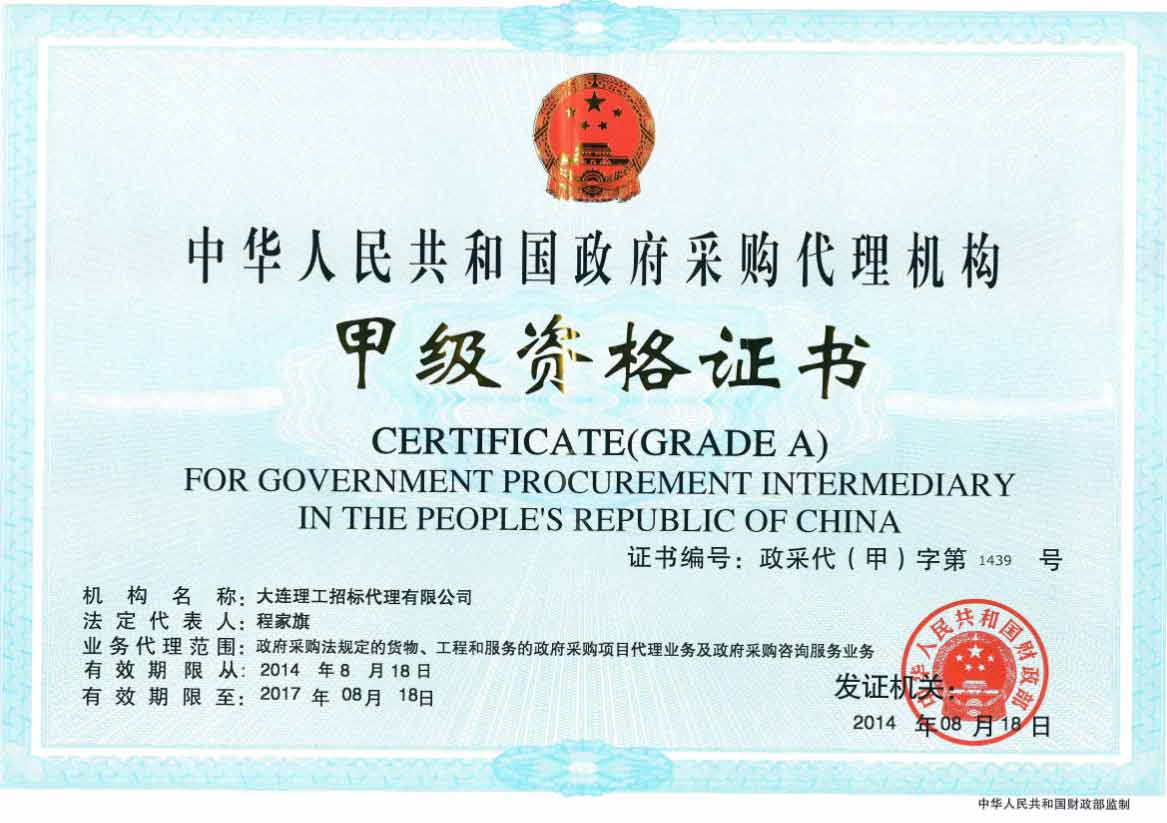 中华人民共和国政府采购代理机构
甲级资格证书
CERTIFICATE(GRADE A)
FOR GOVERNMENT PROCUREMENT INTERMEDIARY
IN THE PEOPLE'S REPUBLIC OF CHINA
证书编号：政采代（甲）字第 1439 号
机构名称：大连理工招标代理有限公司
法定代表人：程家旗
业务代理范围：政府采购法规定的货物、工程和服务的政府采购项目代理业务及政府采购咨询服务业务
有效期限从：2014 年 8 月 18 日
有效期限至：2017 年 08 月 18 日
中华人民共和国财政部
发证机关：
2014 年 08 月 18 日
中华人民共和国财政部监制